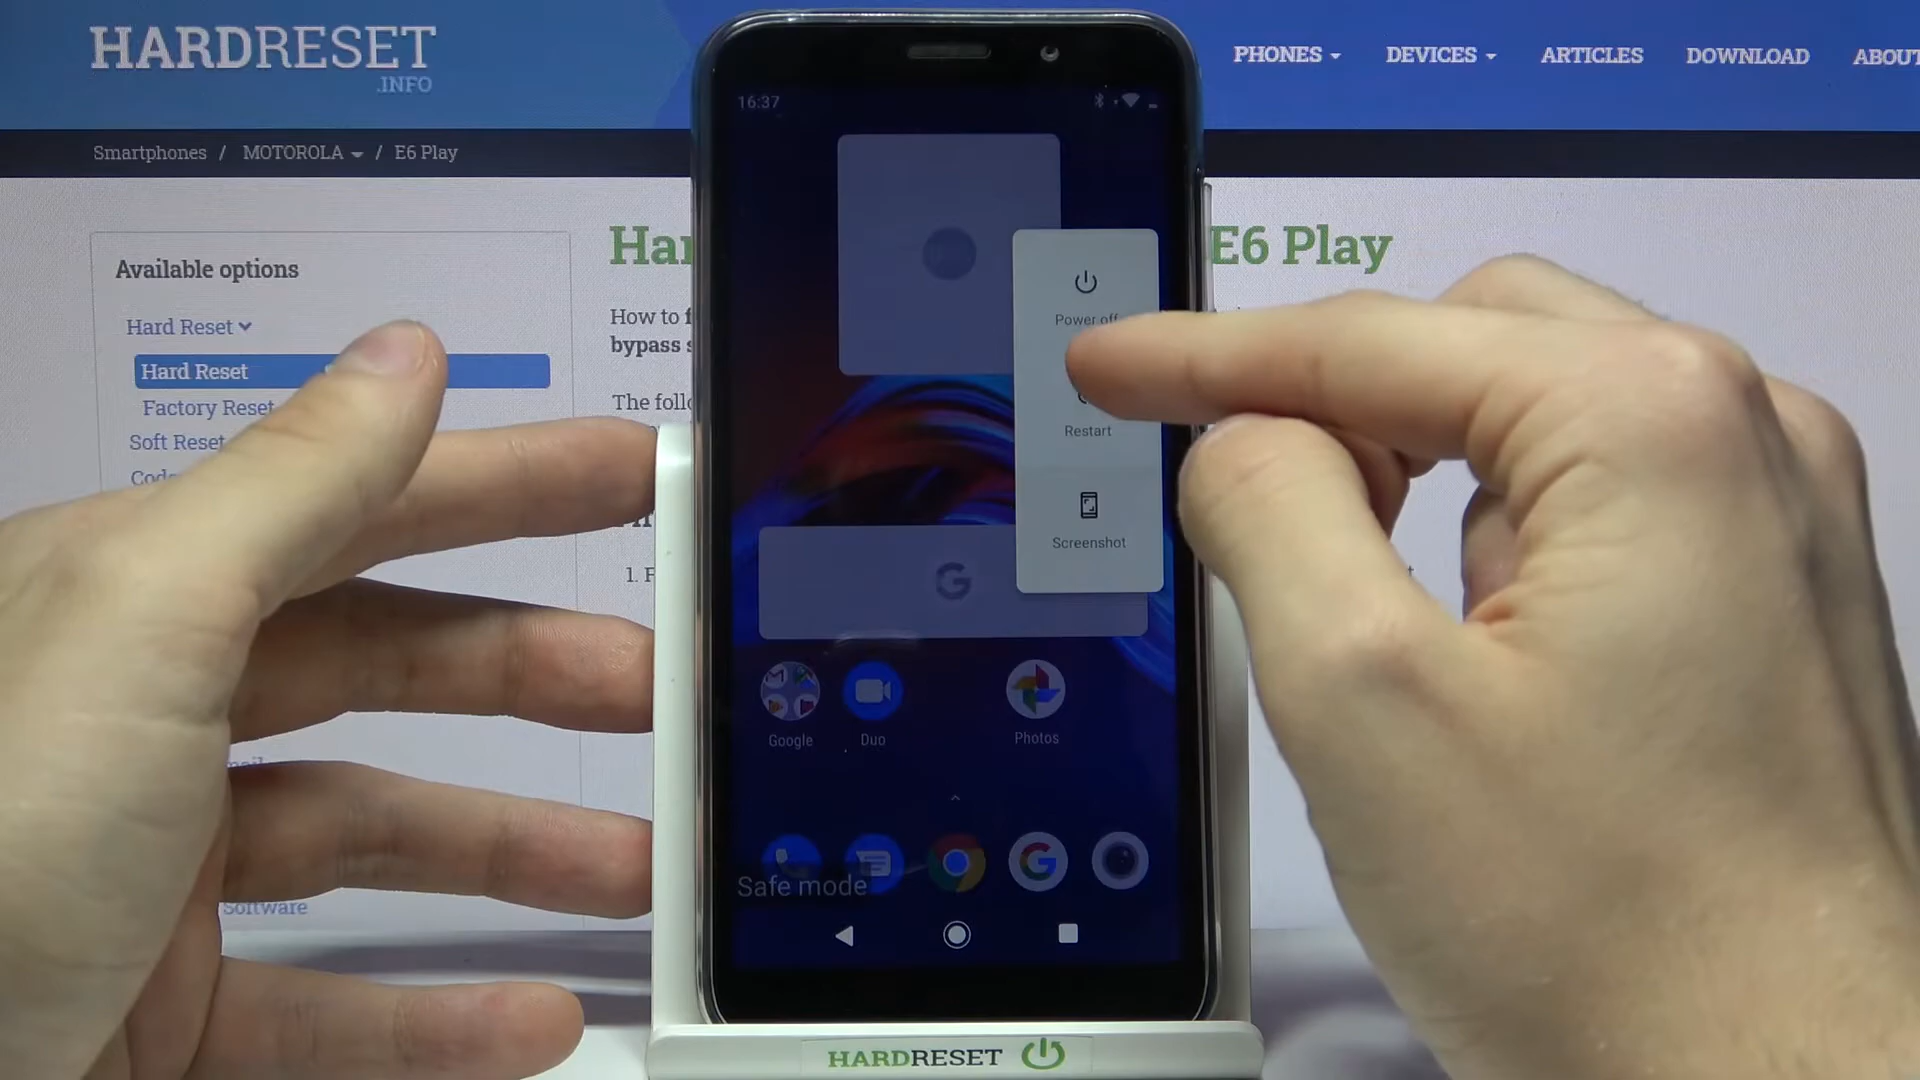 HARDRESET
.INFO
PHONES
DEVICES
ARTICLES
DOWNLOAD
ABOUT
Smartphones / MOTOROLA / E6 Play
16:37
Available options
Hard Reset
Hard Reset
Factory Reset
Soft Reset
Software
E6 Play
How to
bypass
The
1.
Power off
Restart
Screenshot
G
Google
Duo
Photos
G
Safe mode
HARDRESET